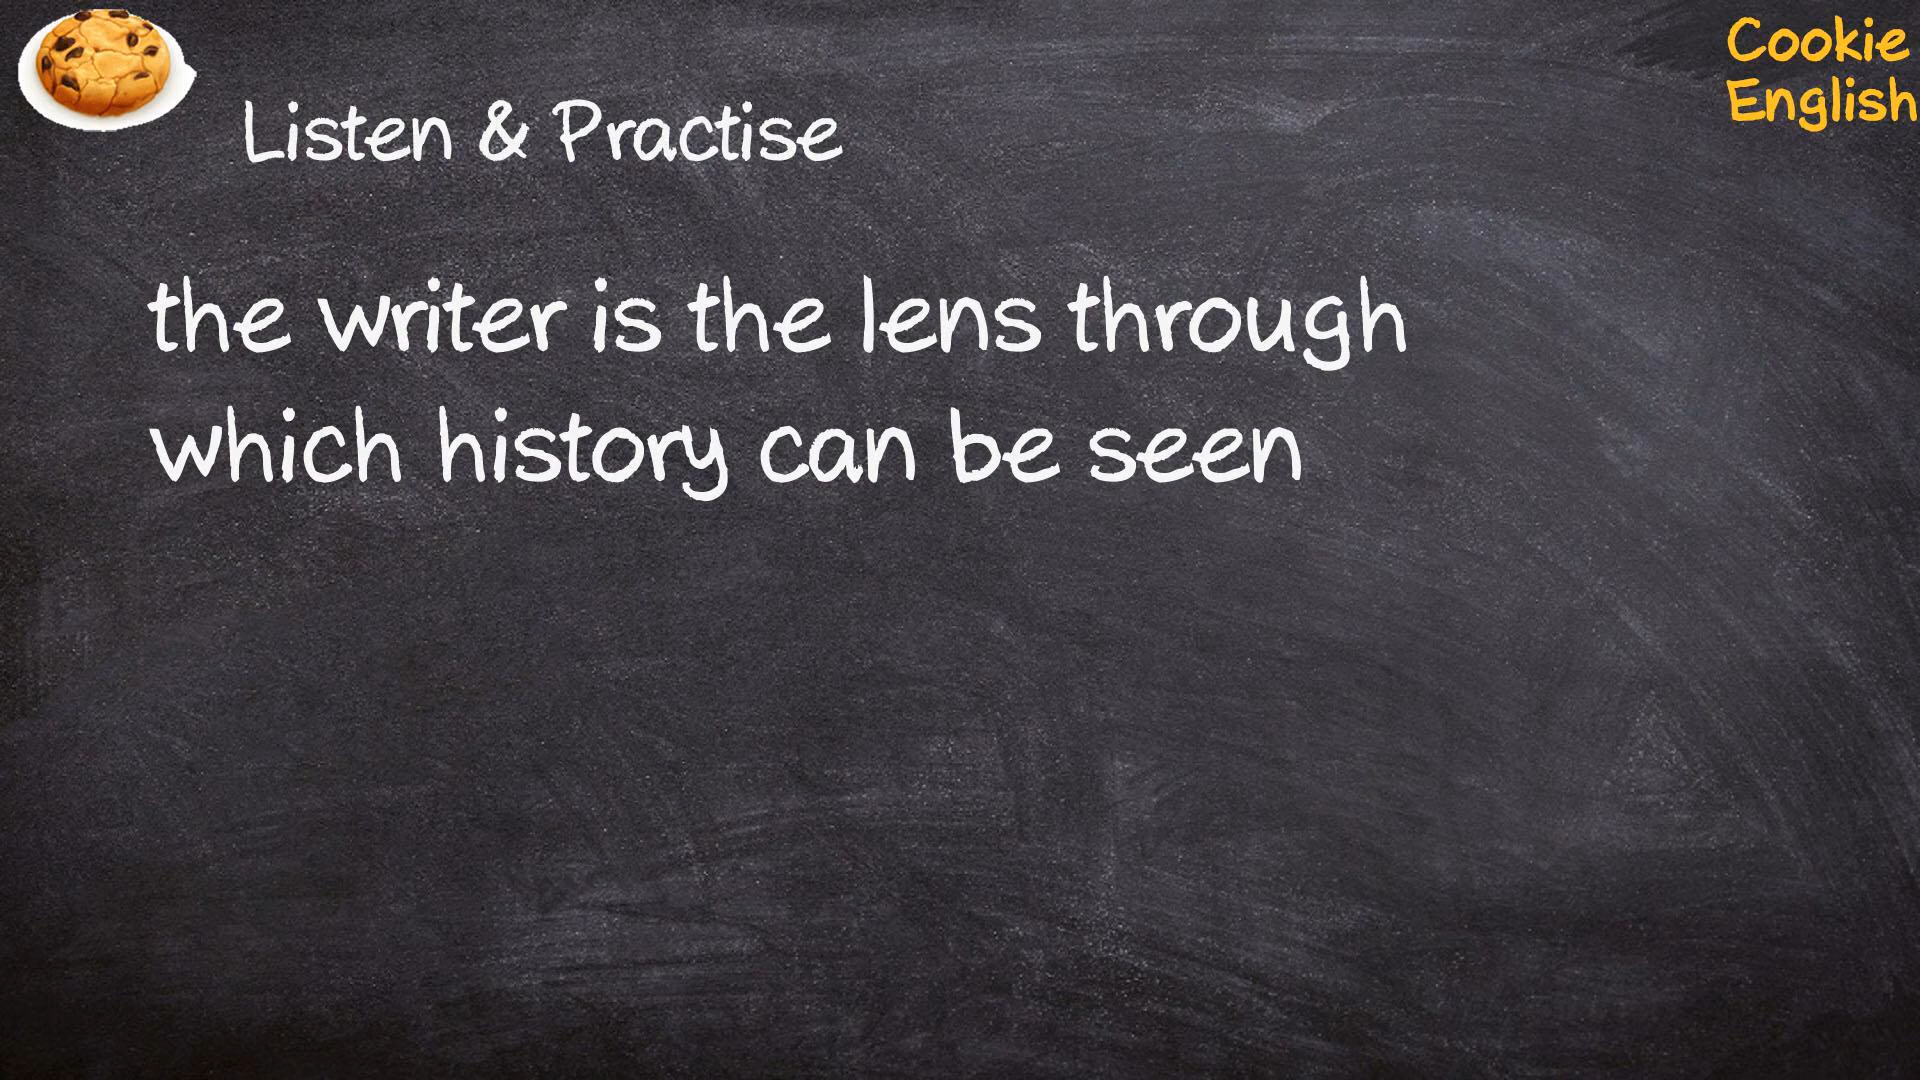 Cookie
English
Listen & Practise
the writer is the lens through
which history can be seen